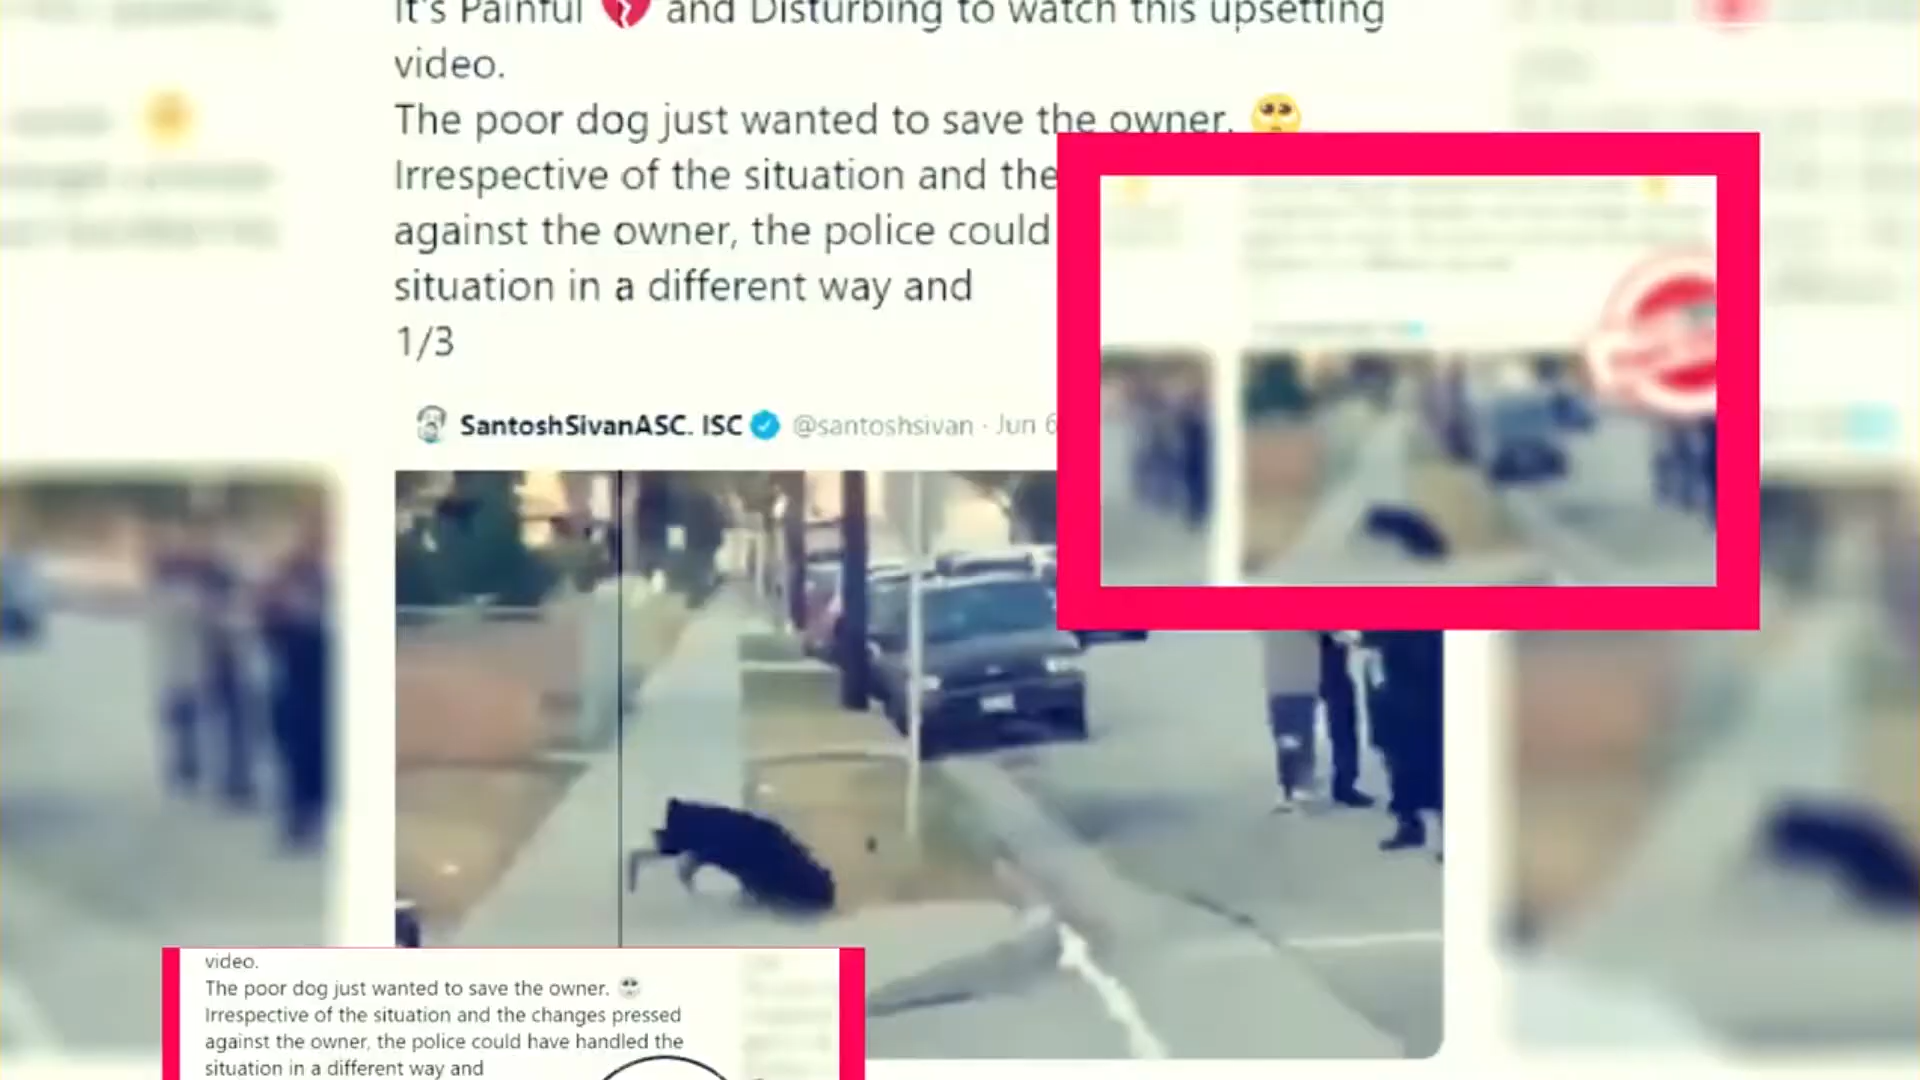 It's Painful 💔 and Disturbing to watch this upsetting
video.
The poor dog just wanted to save the owner. 🥺
Irrespective of the situation and the
against the owner, the police could
situation in a different way and
1/3
SantoshSivanASC. ISC @santoshsivan · Jun 6
video.
The poor dog just wanted to save the owner. 🥺
Irrespective of the situation and the changes pressed
against the owner, the police could have handled the
situation in a different way and